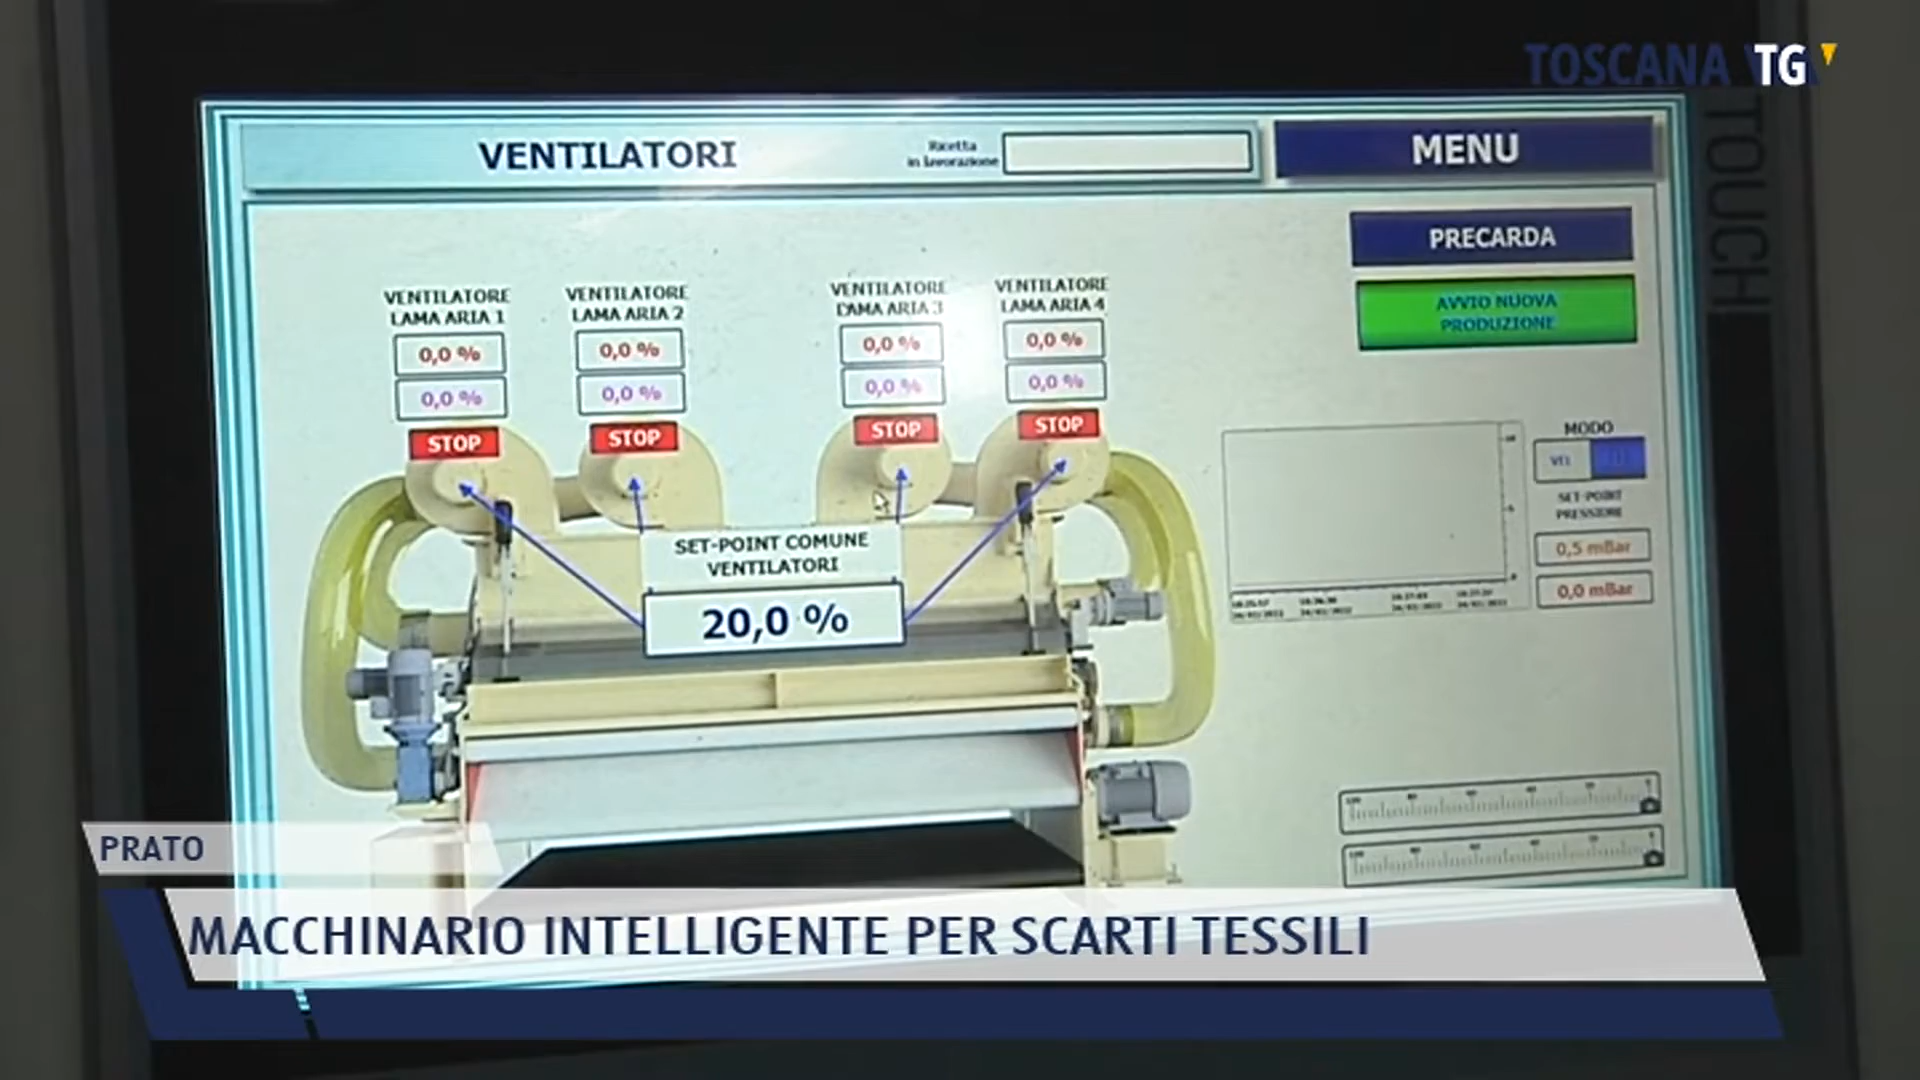 TOSCANA TG
TOUCH
VENTILATORI
Ricetta
in lavorazione
MENU
PRECARDA
AVVIO NUOVA
PRODUZIONE
VENTILATORE
LAMA ARIA 1
VENTILATORE
LAMA ARIA 2
VENTILATORE
LAMA ARIA 3
VENTILATORE
LAMA ARIA 4
0,0 %
0,0 %
0,0 %
0,0 %
0,0 %
0,0 %
0,0 %
0,0 %
STOP
STOP
STOP
STOP
MODO
SET-POINT
PRESSIONE
0,5 mBar
0,0 mBar
SET-POINT COMUNE
VENTILATORI
20,0 %
PRATO
MACCHINARIO INTELLIGENTE PER SCARTI TESSILI